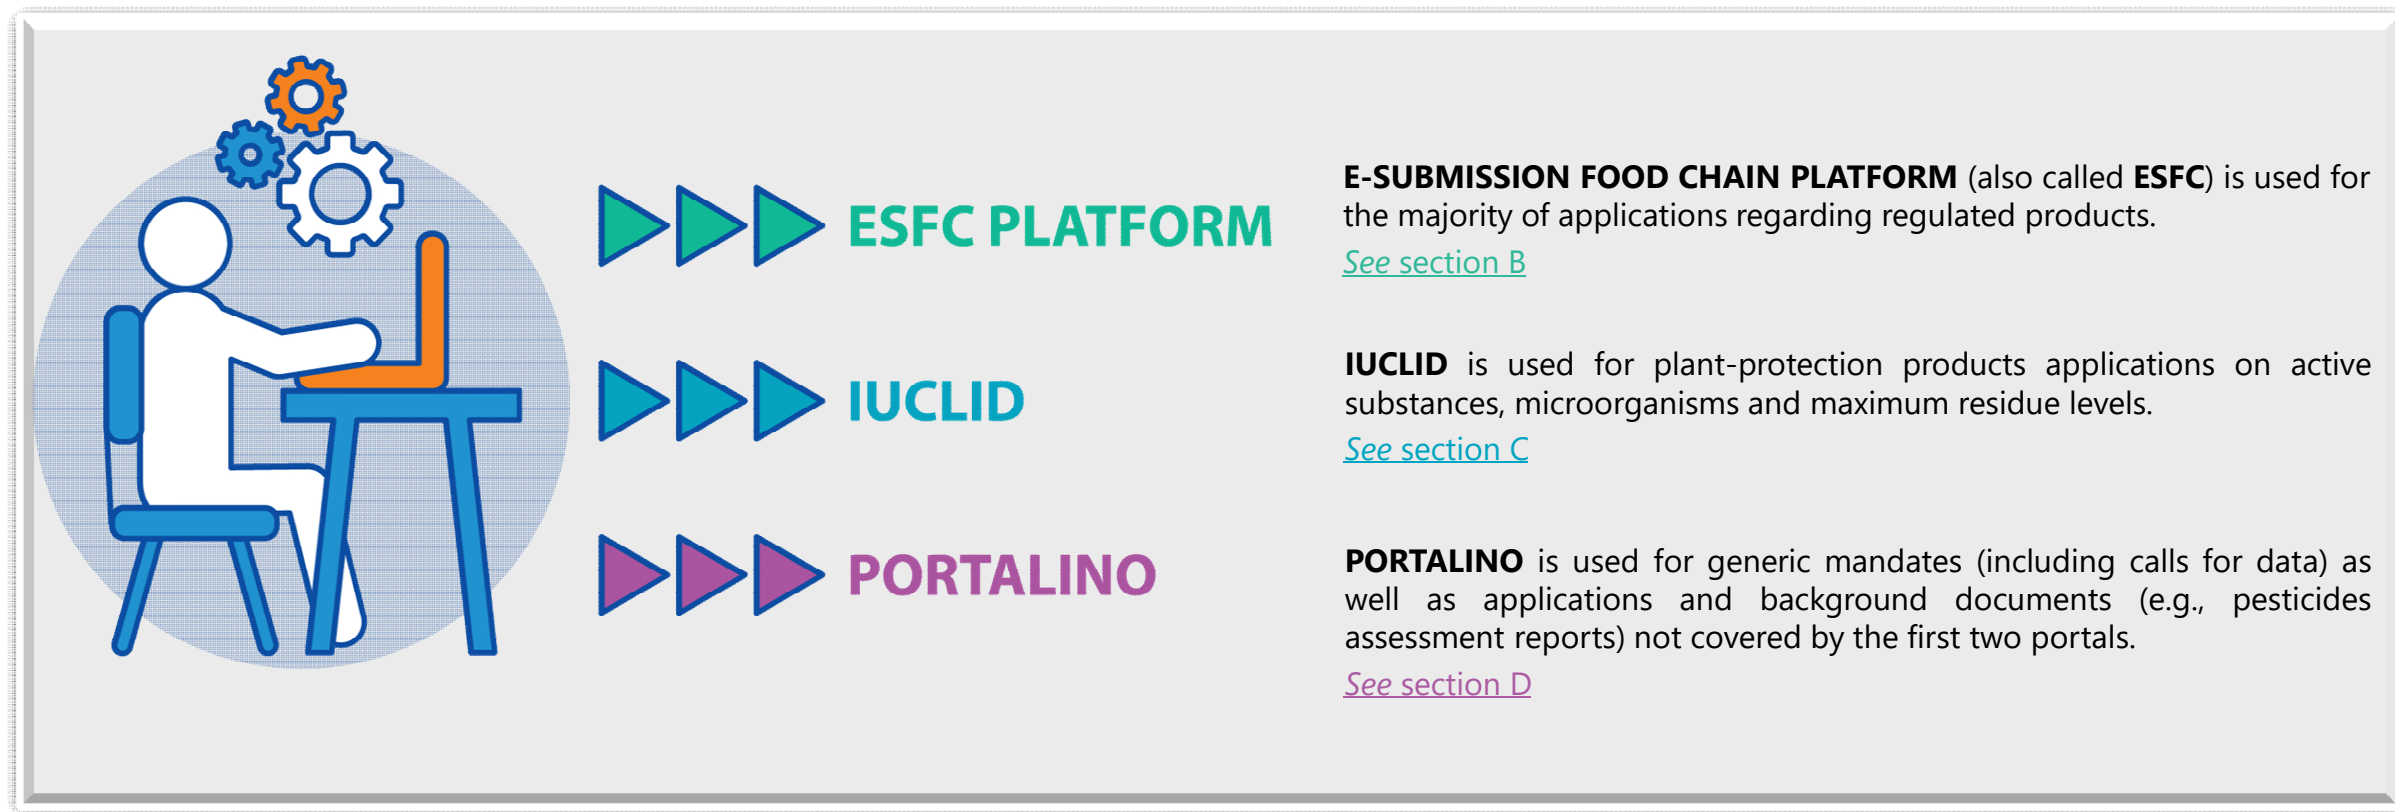 ESFC PLATFORM
E-SUBMISSION FOOD CHAIN PLATFORM (also called ESFC) is used for
the majority of applications regarding regulated products.
See section B
IUCLID
IUCLID is used for plant-protection products applications on active
substances, microorganisms and maximum residue levels.
See section C
PORTALINO
PORTALINO is used for generic mandates (including calls for data) as
well as applications and background documents (e.g., pesticides
assessment reports) not covered by the first two portals.
See section D